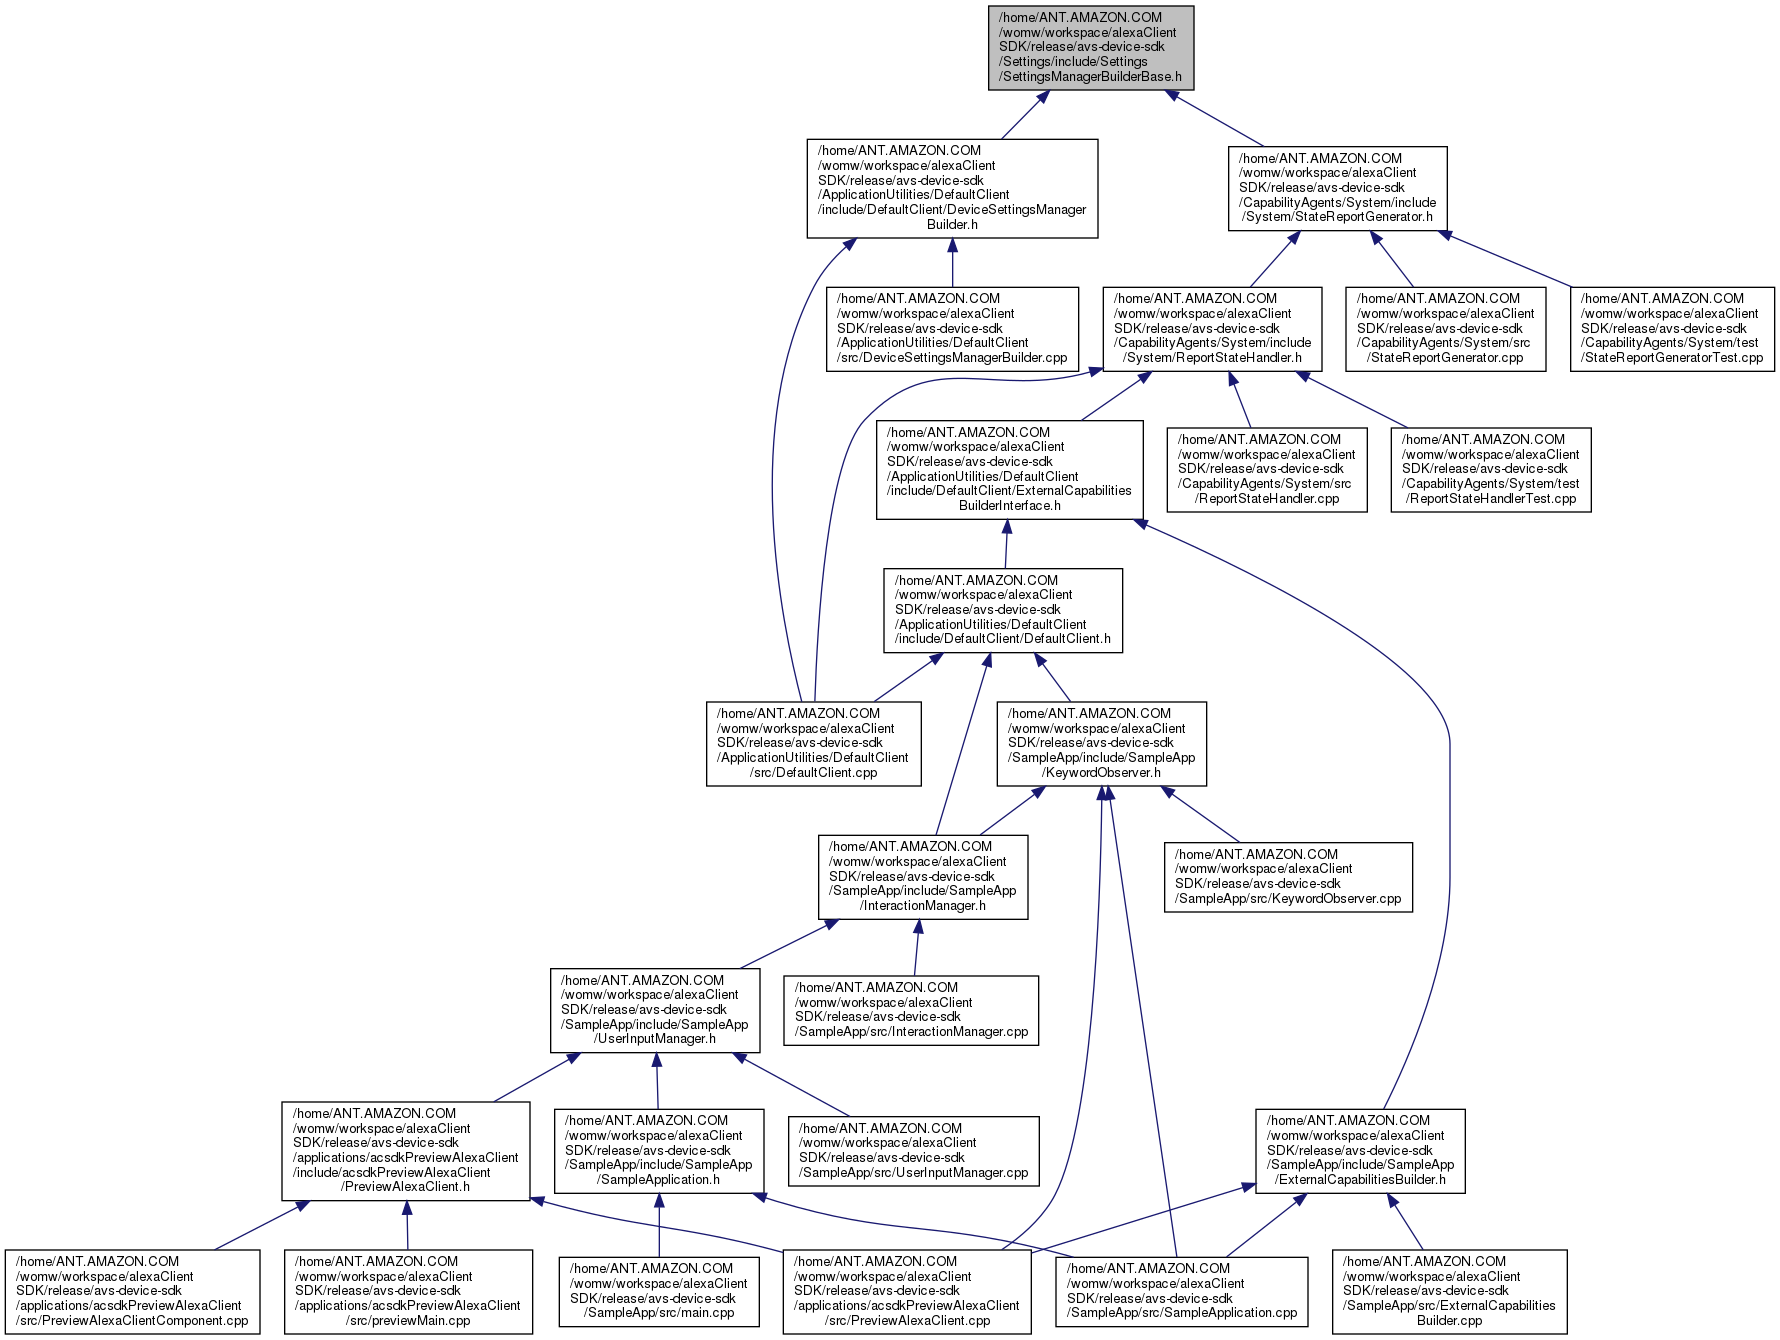 /home/ANT.AMAZON.COM
/womw/workspace/alexaClient
SDK/release/avs-device-sdk
/Settings/include/Settings
/SettingsManagerBuilderBase.h
/home/ANT.AMAZON.COM
/womw/workspace/alexaClient
SDK/release/avs-device-sdk
/ApplicationUtilities/DefaultClient
/include/DefaultClient/DeviceSettingsManager
Builder.h
/home/ANT.AMAZON.COM
/womw/workspace/alexaClient
SDK/release/avs-device-sdk
/CapabilityAgents/System/include
/System/StateReportGenerator.h
/home/ANT.AMAZON.COM
/womw/workspace/alexaClient
SDK/release/avs-device-sdk
/ApplicationUtilities/DefaultClient
/src/DeviceSettingsManagerBuilder.cpp
/home/ANT.AMAZON.COM
/womw/workspace/alexaClient
SDK/release/avs-device-sdk
/CapabilityAgents/System/include
/System/ReportStateHandler.h
/home/ANT.AMAZON.COM
/womw/workspace/alexaClient
SDK/release/avs-device-sdk
/CapabilityAgents/System/src
/StateReportGenerator.cpp
/home/ANT.AMAZON.COM
/womw/workspace/alexaClient
SDK/release/avs-device-sdk
/CapabilityAgents/System/test
/StateReportGeneratorTest.cpp
/home/ANT.AMAZON.COM
/womw/workspace/alexaClient
SDK/release/avs-device-sdk
/ApplicationUtilities/DefaultClient
/include/DefaultClient/ExternalCapabilities
BuilderInterface.h
/home/ANT.AMAZON.COM
/womw/workspace/alexaClient
SDK/release/avs-device-sdk
/CapabilityAgents/System/src
/ReportStateHandler.cpp
/home/ANT.AMAZON.COM
/womw/workspace/alexaClient
SDK/release/avs-device-sdk
/CapabilityAgents/System/test
/ReportStateHandlerTest.cpp
/home/ANT.AMAZON.COM
/womw/workspace/alexaClient
SDK/release/avs-device-sdk
/ApplicationUtilities/DefaultClient
/include/DefaultClient/DefaultClient.h
/home/ANT.AMAZON.COM
/womw/workspace/alexaClient
SDK/release/avs-device-sdk
/ApplicationUtilities/DefaultClient
/src/DefaultClient.cpp
/home/ANT.AMAZON.COM
/womw/workspace/alexaClient
SDK/release/avs-device-sdk
/SampleApp/include/SampleApp
/KeywordObserver.h
/home/ANT.AMAZON.COM
/womw/workspace/alexaClient
SDK/release/avs-device-sdk
/SampleApp/include/SampleApp
/InteractionManager.h
/home/ANT.AMAZON.COM
/womw/workspace/alexaClient
SDK/release/avs-device-sdk
/SampleApp/src/KeywordObserver.cpp
/home/ANT.AMAZON.COM
/womw/workspace/alexaClient
SDK/release/avs-device-sdk
/SampleApp/include/SampleApp
/UserInputManager.h
/home/ANT.AMAZON.COM
/womw/workspace/alexaClient
SDK/release/avs-device-sdk
/SampleApp/src/InteractionManager.cpp
/home/ANT.AMAZON.COM
/womw/workspace/alexaClient
SDK/release/avs-device-sdk
/applications/acsdkPreviewAlexaClient
/include/acsdkPreviewAlexaClient
/PreviewAlexaClient.h
/home/ANT.AMAZON.COM
/womw/workspace/alexaClient
SDK/release/avs-device-sdk
/SampleApp/include/SampleApp
/SampleApplication.h
/home/ANT.AMAZON.COM
/womw/workspace/alexaClient
SDK/release/avs-device-sdk
/SampleApp/src/UserInputManager.cpp
/home/ANT.AMAZON.COM
/womw/workspace/alexaClient
SDK/release/avs-device-sdk
/SampleApp/include/SampleApp
/ExternalCapabilitiesBuilder.h
/home/ANT.AMAZON.COM
/womw/workspace/alexaClient
SDK/release/avs-device-sdk
/applications/acsdkPreviewAlexaClient
/src/PreviewAlexaClientComponent.cpp
/home/ANT.AMAZON.COM
/womw/workspace/alexaClient
SDK/release/avs-device-sdk
/applications/acsdkPreviewAlexaClient
/src/previewMain.cpp
/home/ANT.AMAZON.COM
/womw/workspace/alexaClient
SDK/release/avs-device-sdk
/SampleApp/src/main.cpp
/home/ANT.AMAZON.COM
/womw/workspace/alexaClient
SDK/release/avs-device-sdk
/applications/acsdkPreviewAlexaClient
/src/PreviewAlexaClient.cpp
/home/ANT.AMAZON.COM
/womw/workspace/alexaClient
SDK/release/avs-device-sdk
/SampleApp/src/SampleApplication.cpp
/home/ANT.AMAZON.COM
/womw/workspace/alexaClient
SDK/release/avs-device-sdk
/SampleApp/src/ExternalCapabilities
Builder.cpp